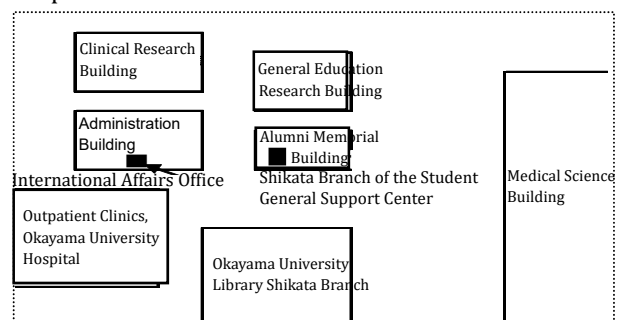 Clinical Research
Building
General Education
Research Building
Administration
Building
Alumni Memorial
Building
International Affairs Office
Shikata Branch of the Student
General Support Center
Medical Science
Building
Outpatient Clinics,
Okayama University
Hospital
Okayama University
Library Shikata Branch